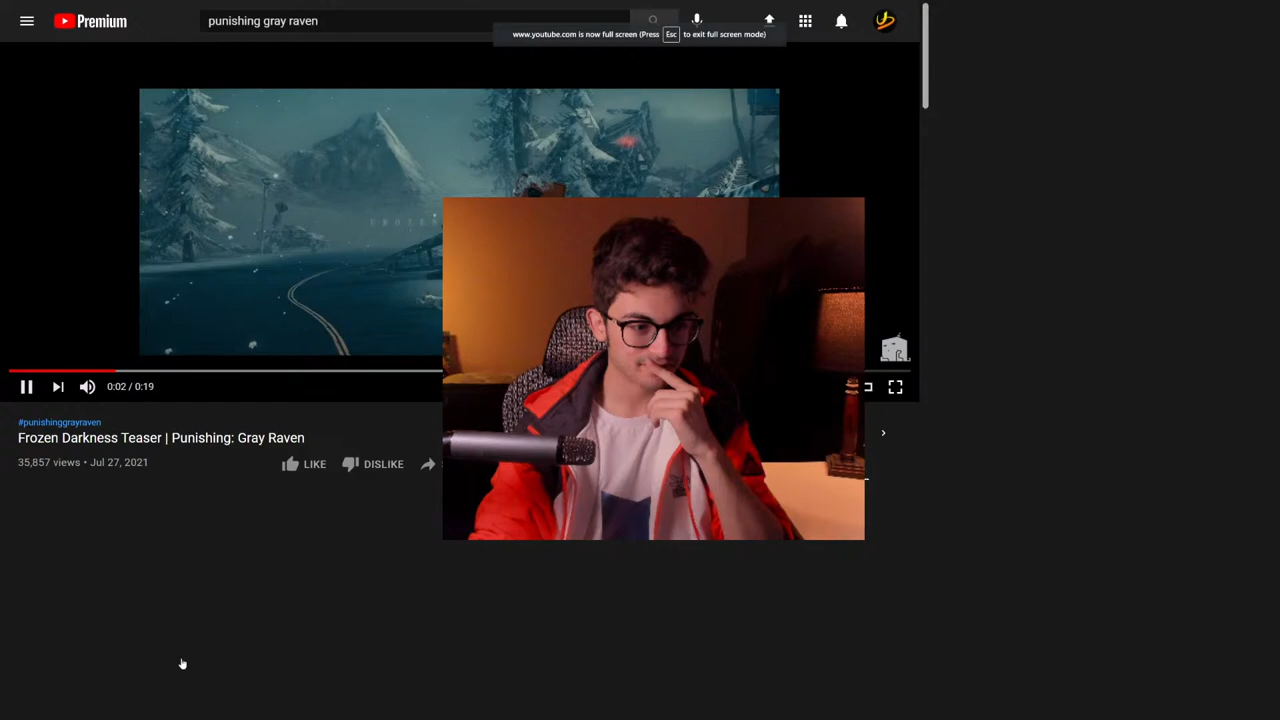 Premium
punishing gray raven
www.youtube.com is now full screen (Press Esc to exit full screen mode)
0:02 / 0:19
#punishinggrayraven
Frozen Darkness Teaser | Punishing: Gray Raven
35,857 views • Jul 27, 2021
LIKE
DISLIKE